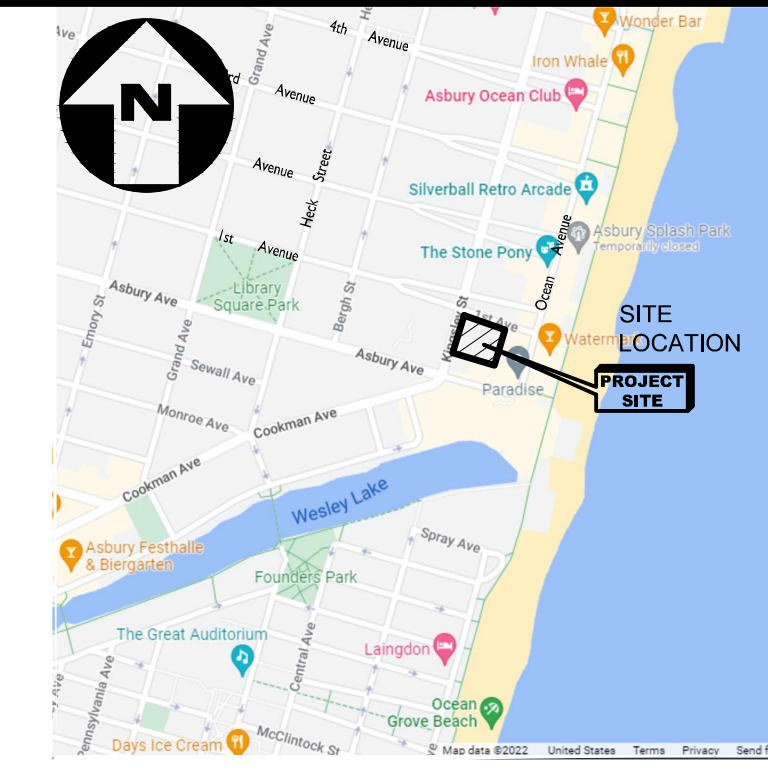 Wonder Bar
4th Avenue
Grand Ave
Ave
Iron Whale
N
rd Avenue
Asbury Ocean Club
Avenue
Heck Street
Silverball Retro Arcade
1st Avenue
The Stone Pony
Ocean Avenue
Asbury Splash Park
Temporarily closed
Library
Square Park
Asbury Ave
Emory St
Bergh St
Kingsley St
1st Ave
SITE
LOCATION
Watermark
Grand Ave
Asbury Ave
Sewall Ave
Paradise
PROJECT
SITE
Monroe Ave
Cookman Ave
Cookman Ave
Wesley Lake
Spray Ave
Asbury Festhalle
& Biergarten
Founders Park
The Great Auditorium
Laingdon
Central Ave
Pennsylvania Ave
Ave
Ocean
Grove Beach
Days Ice Cream
McClintock St
Map data ©2022 United States Terms Privacy Send f